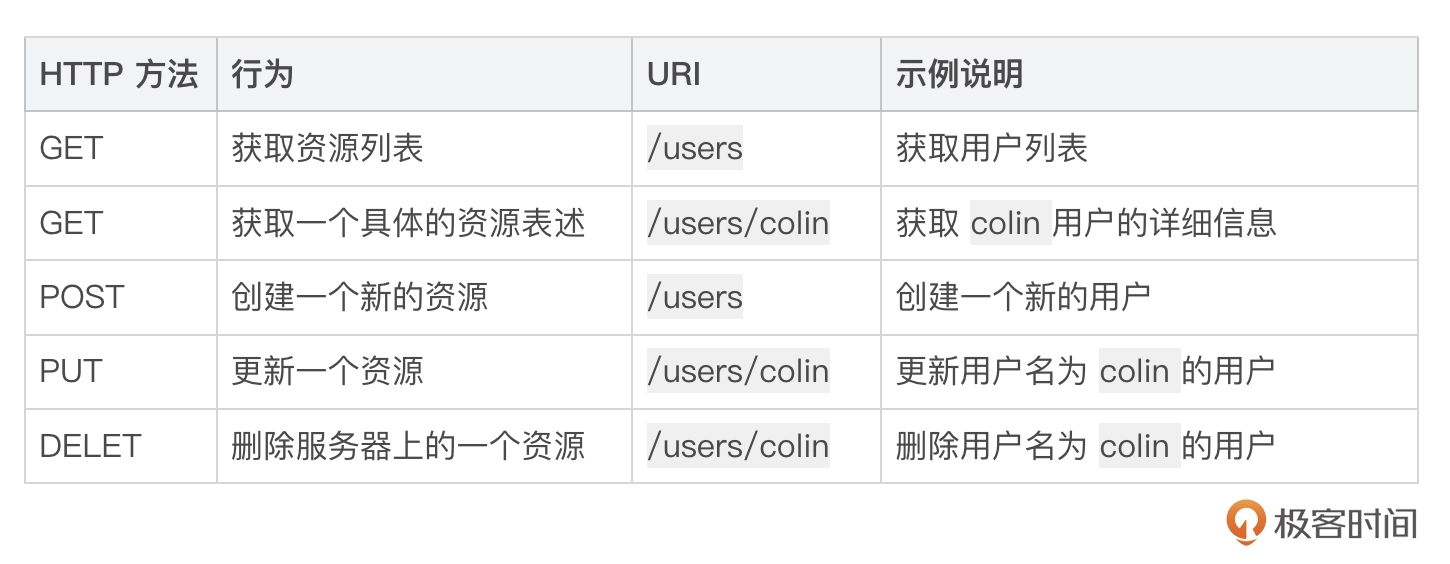 HTTP 方法 行为 URI 示例说明
GET 获取资源列表 /users 获取用户列表
GET 获取一个具体的资源表述 /users/colin 获取 colin 用户的详细信息
POST 创建一个新的资源 /users 创建一个新的用户
PUT 更新一个资源 /users/colin 更新用户名为 colin 的用户
DELET 删除服务器上的一个资源 /users/colin 删除用户名为 colin 的用户
极客时间